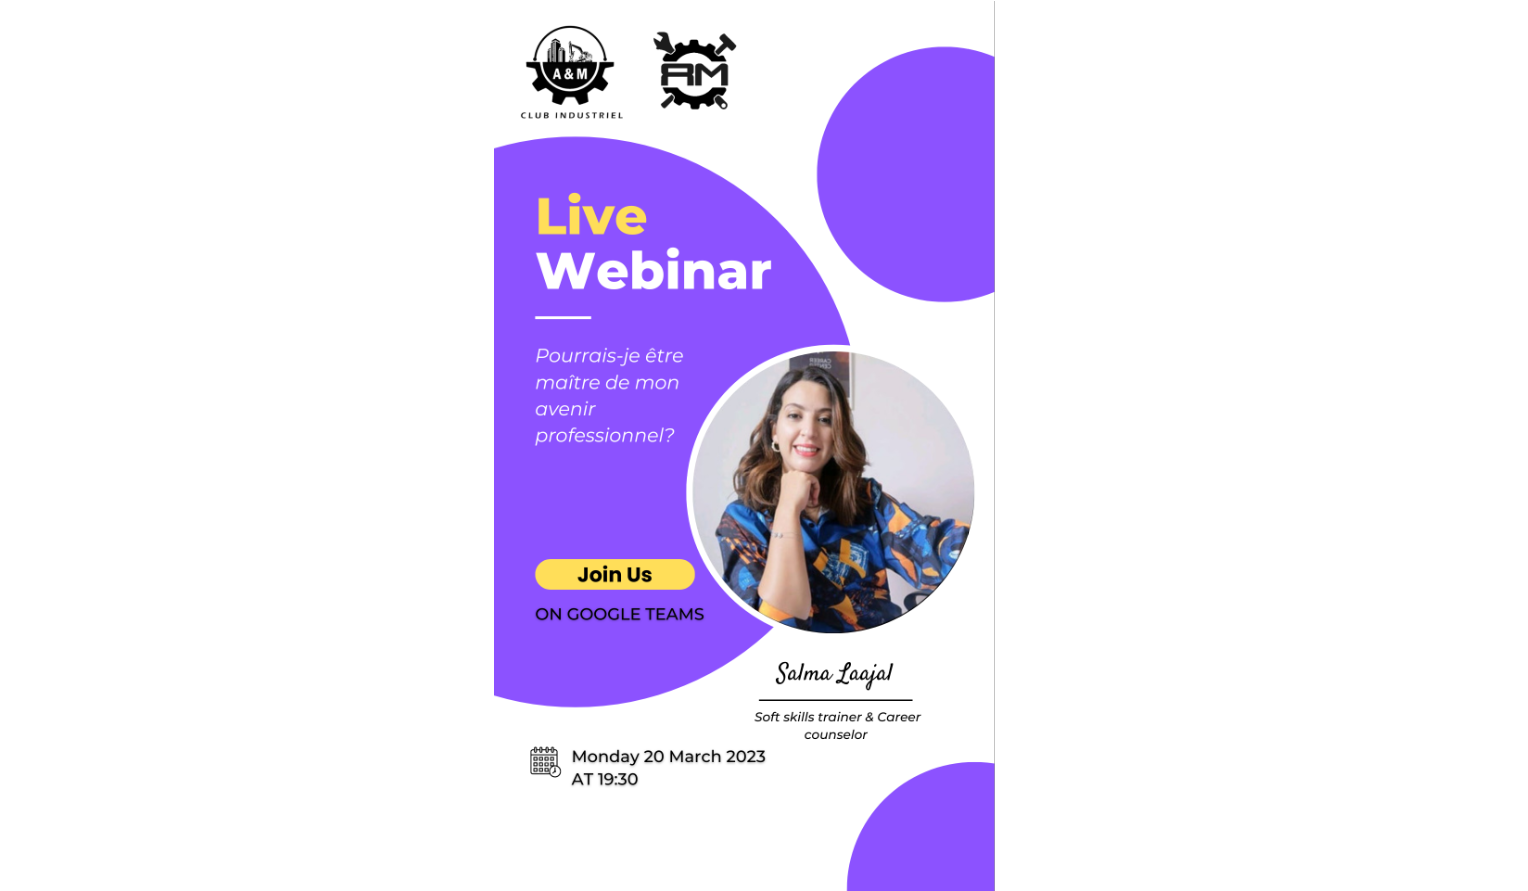 A & M
CLUB INDUSTRIEL
AM
Live
Webinar
Pourrais-je être
maître de mon
avenir
professionnel?
Join Us
ON GOOGLE TEAMS
Salma Laajal
Soft skills trainer & Career
counselor
Monday 20 March 2023
AT 19:30